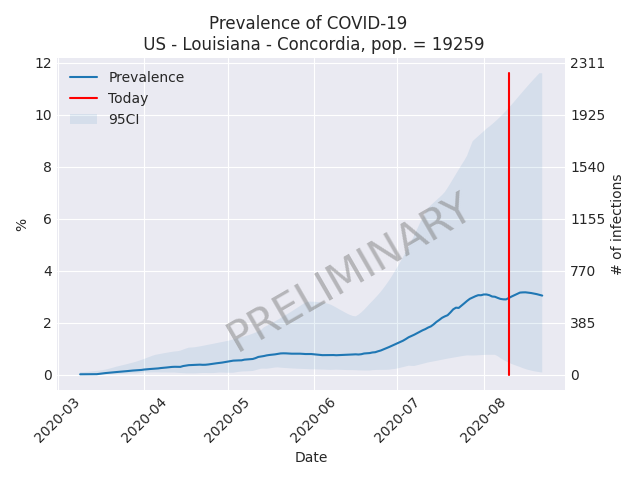 Prevalence of COVID-19
US - Louisiana - Concordia, pop. = 19259
Prevalence
Today
95CI
PRELIMINARY
%
12
10
8
6
4
2
0
2311
1925
1540
1155
770
385
0
# of infections
2020-03
2020-04
2020-05
2020-06
2020-07
2020-08
Date